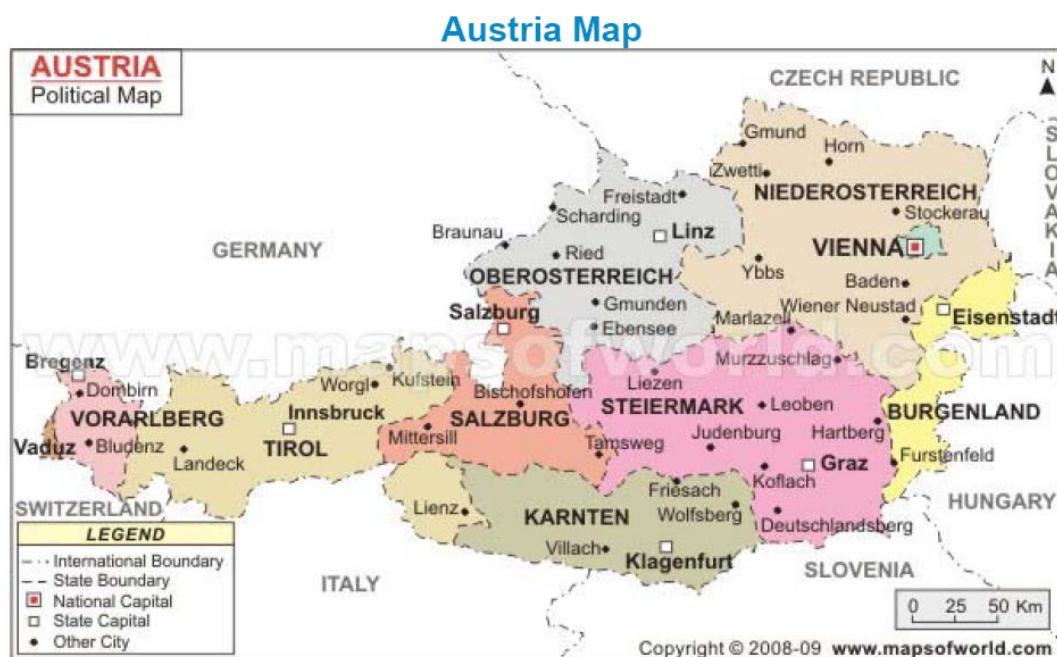 Austria Map
AUSTRIA
Political Map
N
CZECH REPUBLIC
SLOVAKIA
GERMANY
Gmund
Horn
Zwetti
NIEDEROSTERREICH
Freistadt
Scharding
Stockerau
Linz
Braunau
Ried
VIENNA
OBEROSTERREICH
Ybbs
Baden
Salzburg
Gmunden
Wiener Neustad
Eisenstadt
Ebensee
Marlazell
www.mapsofworld.com
Bregenz
Murzzuschlag
Kufstein
Worgl
Liezen
Dombirn
Bischofshofen
Innsbruck
STEIERMARK
Leoben
BURGENLAND
VORARLBERG
SALZBURG
Mittersill
Hartberg
Vaduz
Bludenz
TIROL
Judenburg
Tamsweg
Landeck
Graz
Furstenfeld
Koflach
SWITZERLAND
Friesach
HUNGARY
Lienz
KARNTEN
Wolfsberg
Deutschlandsberg
Villach
Klagenfurt
ITALY
SLOVENIA
LEGEND
International Boundary
State Boundary
National Capital
State Capital
Other City
0 25 50 Km
Copyright © 2008-09 www.mapsofworld.com